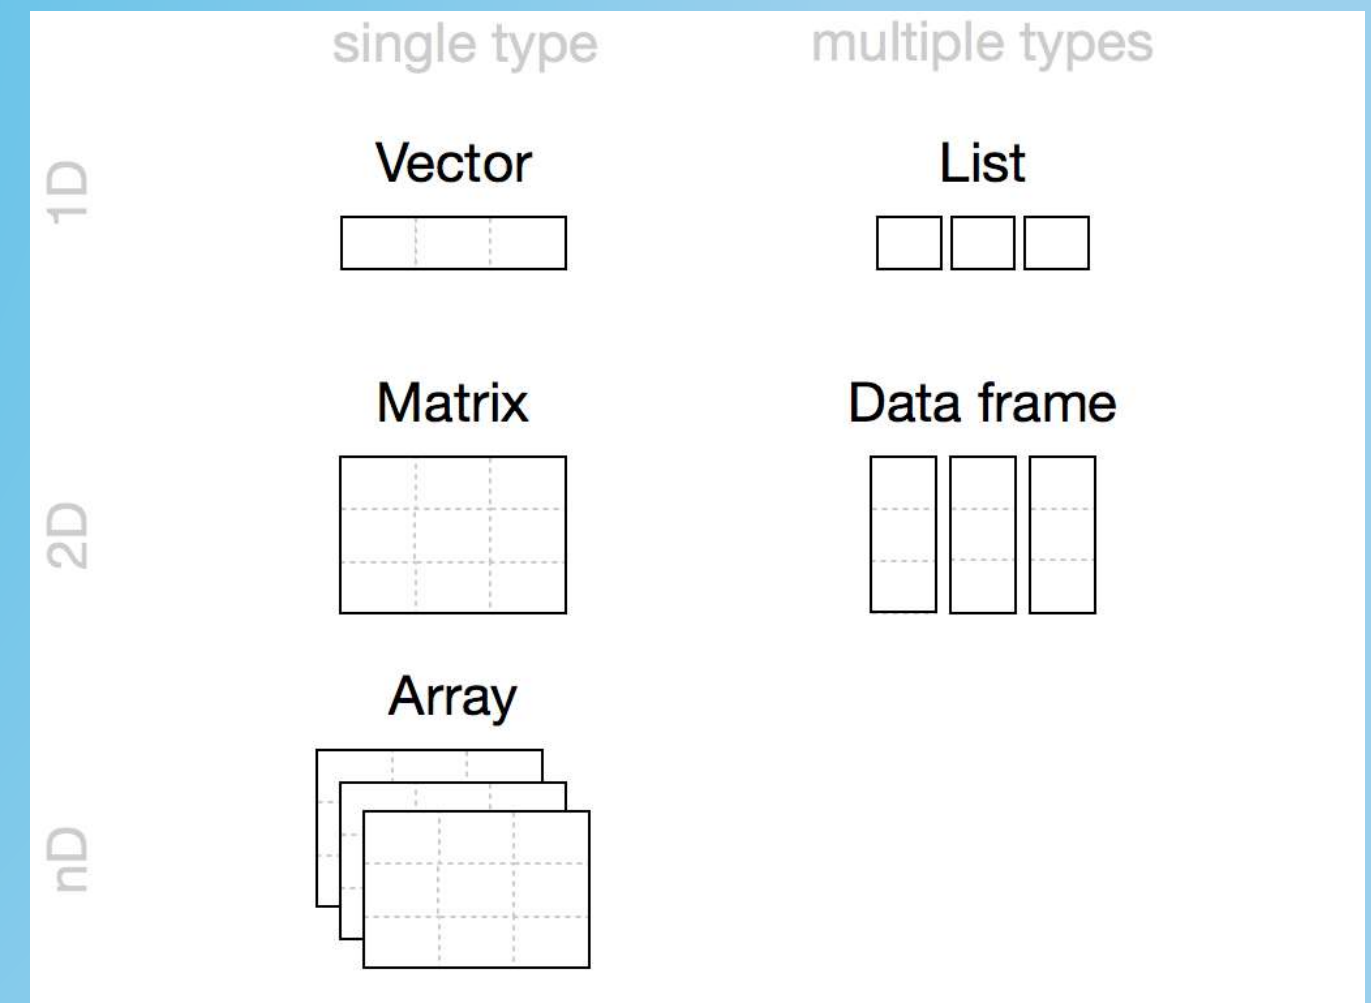 single type
multiple types
1D
Vector
List
2D
Matrix
Data frame
nD
Array